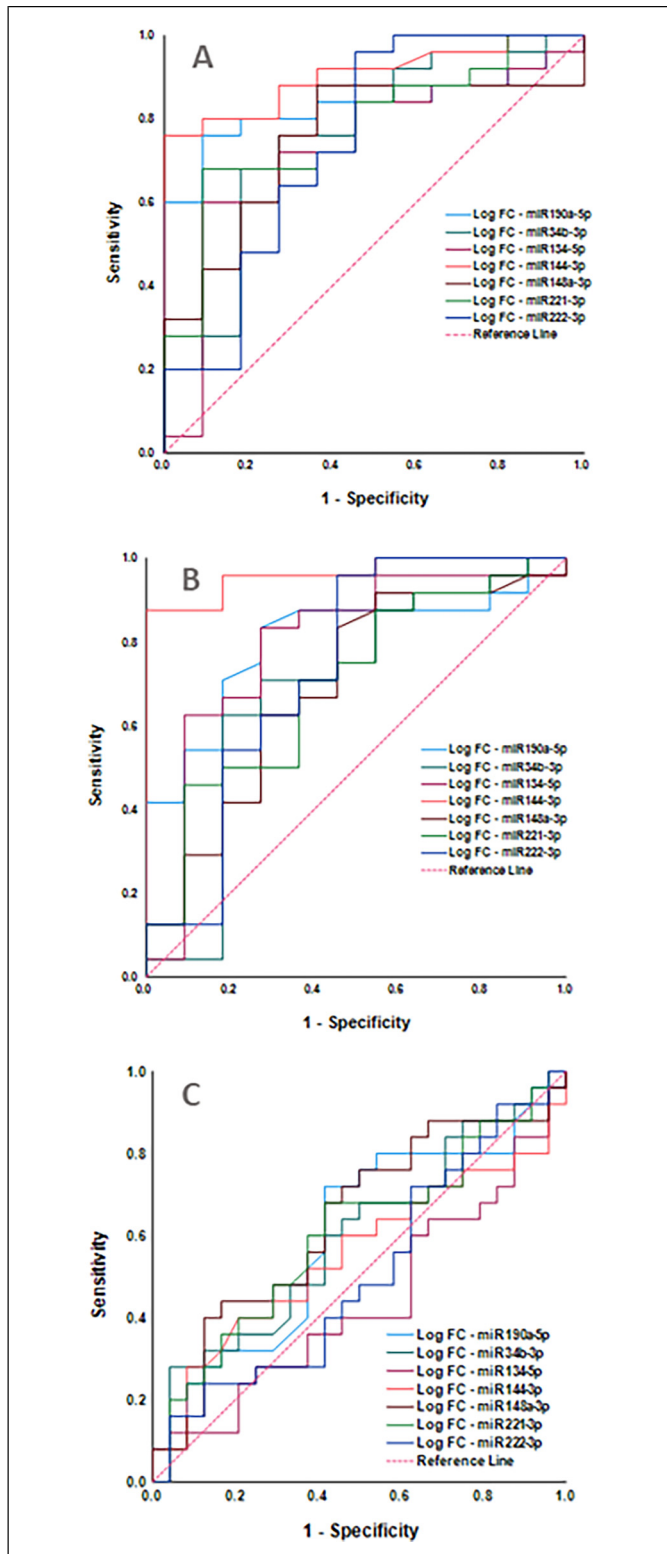 A
1.0
0.8
0.6
0.4
0.2
0.0
Sensitivity
Log FC - miR190a-5p
Log FC - miR34b-3p
Log FC - miR134-5p
Log FC - miR144-3p
Log FC - miR148a-3p
Log FC - miR221-3p
Log FC - miR222-3p
Reference Line
0.0 0.2 0.4 0.6 0.8 1.0
1 - Specificity
B
1.0
0.8
0.6
0.4
0.2
0.0
Sensitivity
Log FC - miR190a-5p
Log FC - miR34b-3p
Log FC - miR134-5p
Log FC - miR144-3p
Log FC - miR148a-3p
Log FC - miR221-3p
Log FC - miR222-3p
Reference Line
0.0 0.2 0.4 0.6 0.8 1.0
1 - Specificity
C
1.0
0.8
0.6
0.4
0.2
0.0
Sensitivity
Log FC - miR190a-5p
Log FC - miR34b-3p
Log FC - miR134-5p
Log FC - miR144-3p
Log FC - miR148a-3p
Log FC - miR221-3p
Log FC - miR222-3p
Reference Line
0.0 0.2 0.4 0.6 0.8 1.0
1 - Specificity